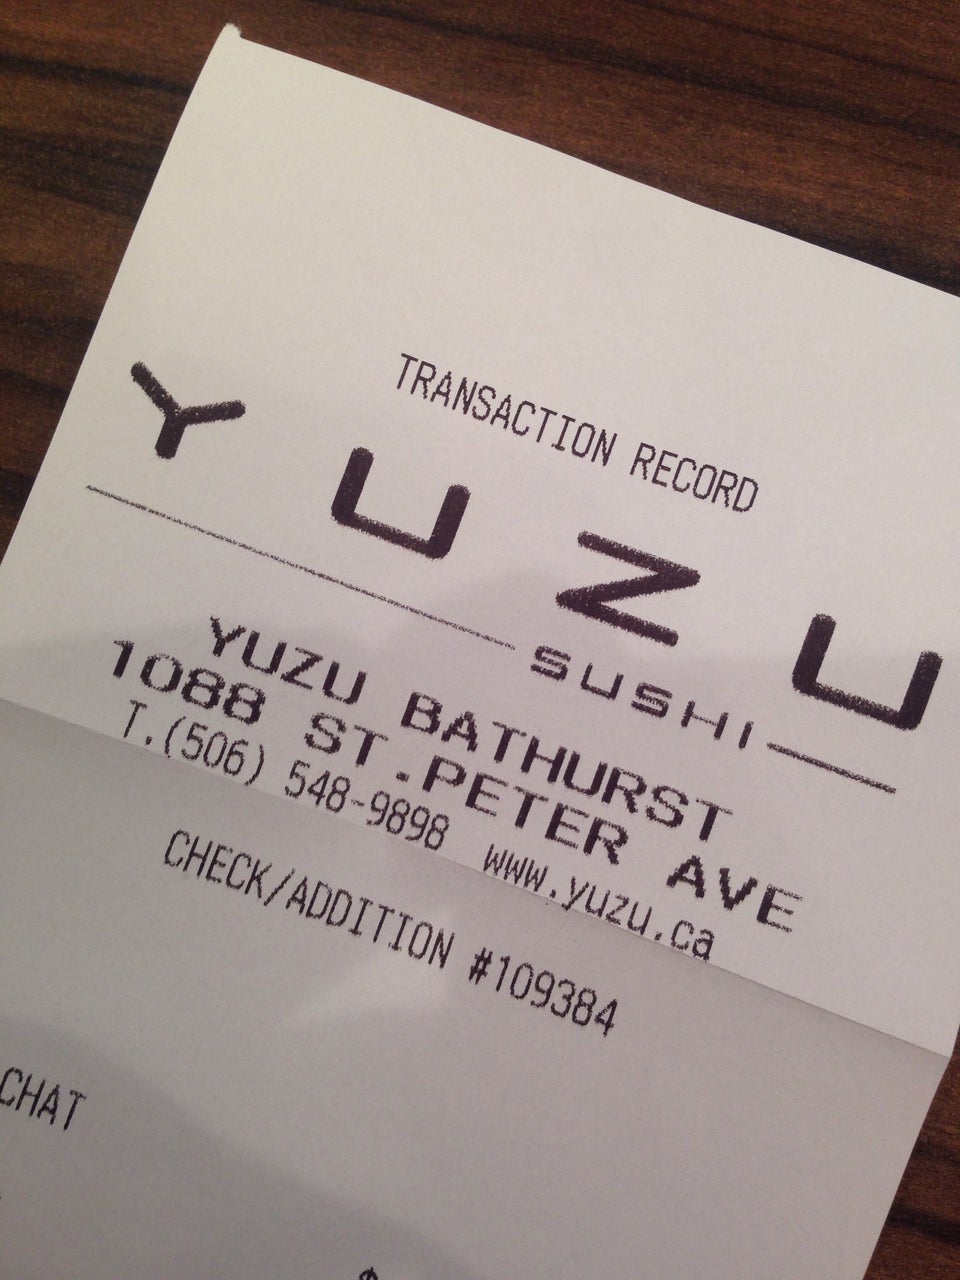 TRANSACTION RECORD
YUZU
SUSHI
YUZU BATHURST
1088 ST.PETER AVE
T.(506) 548-9898 www.yuzu.ca
CHECK/ADDITION #109384
CHAT
$